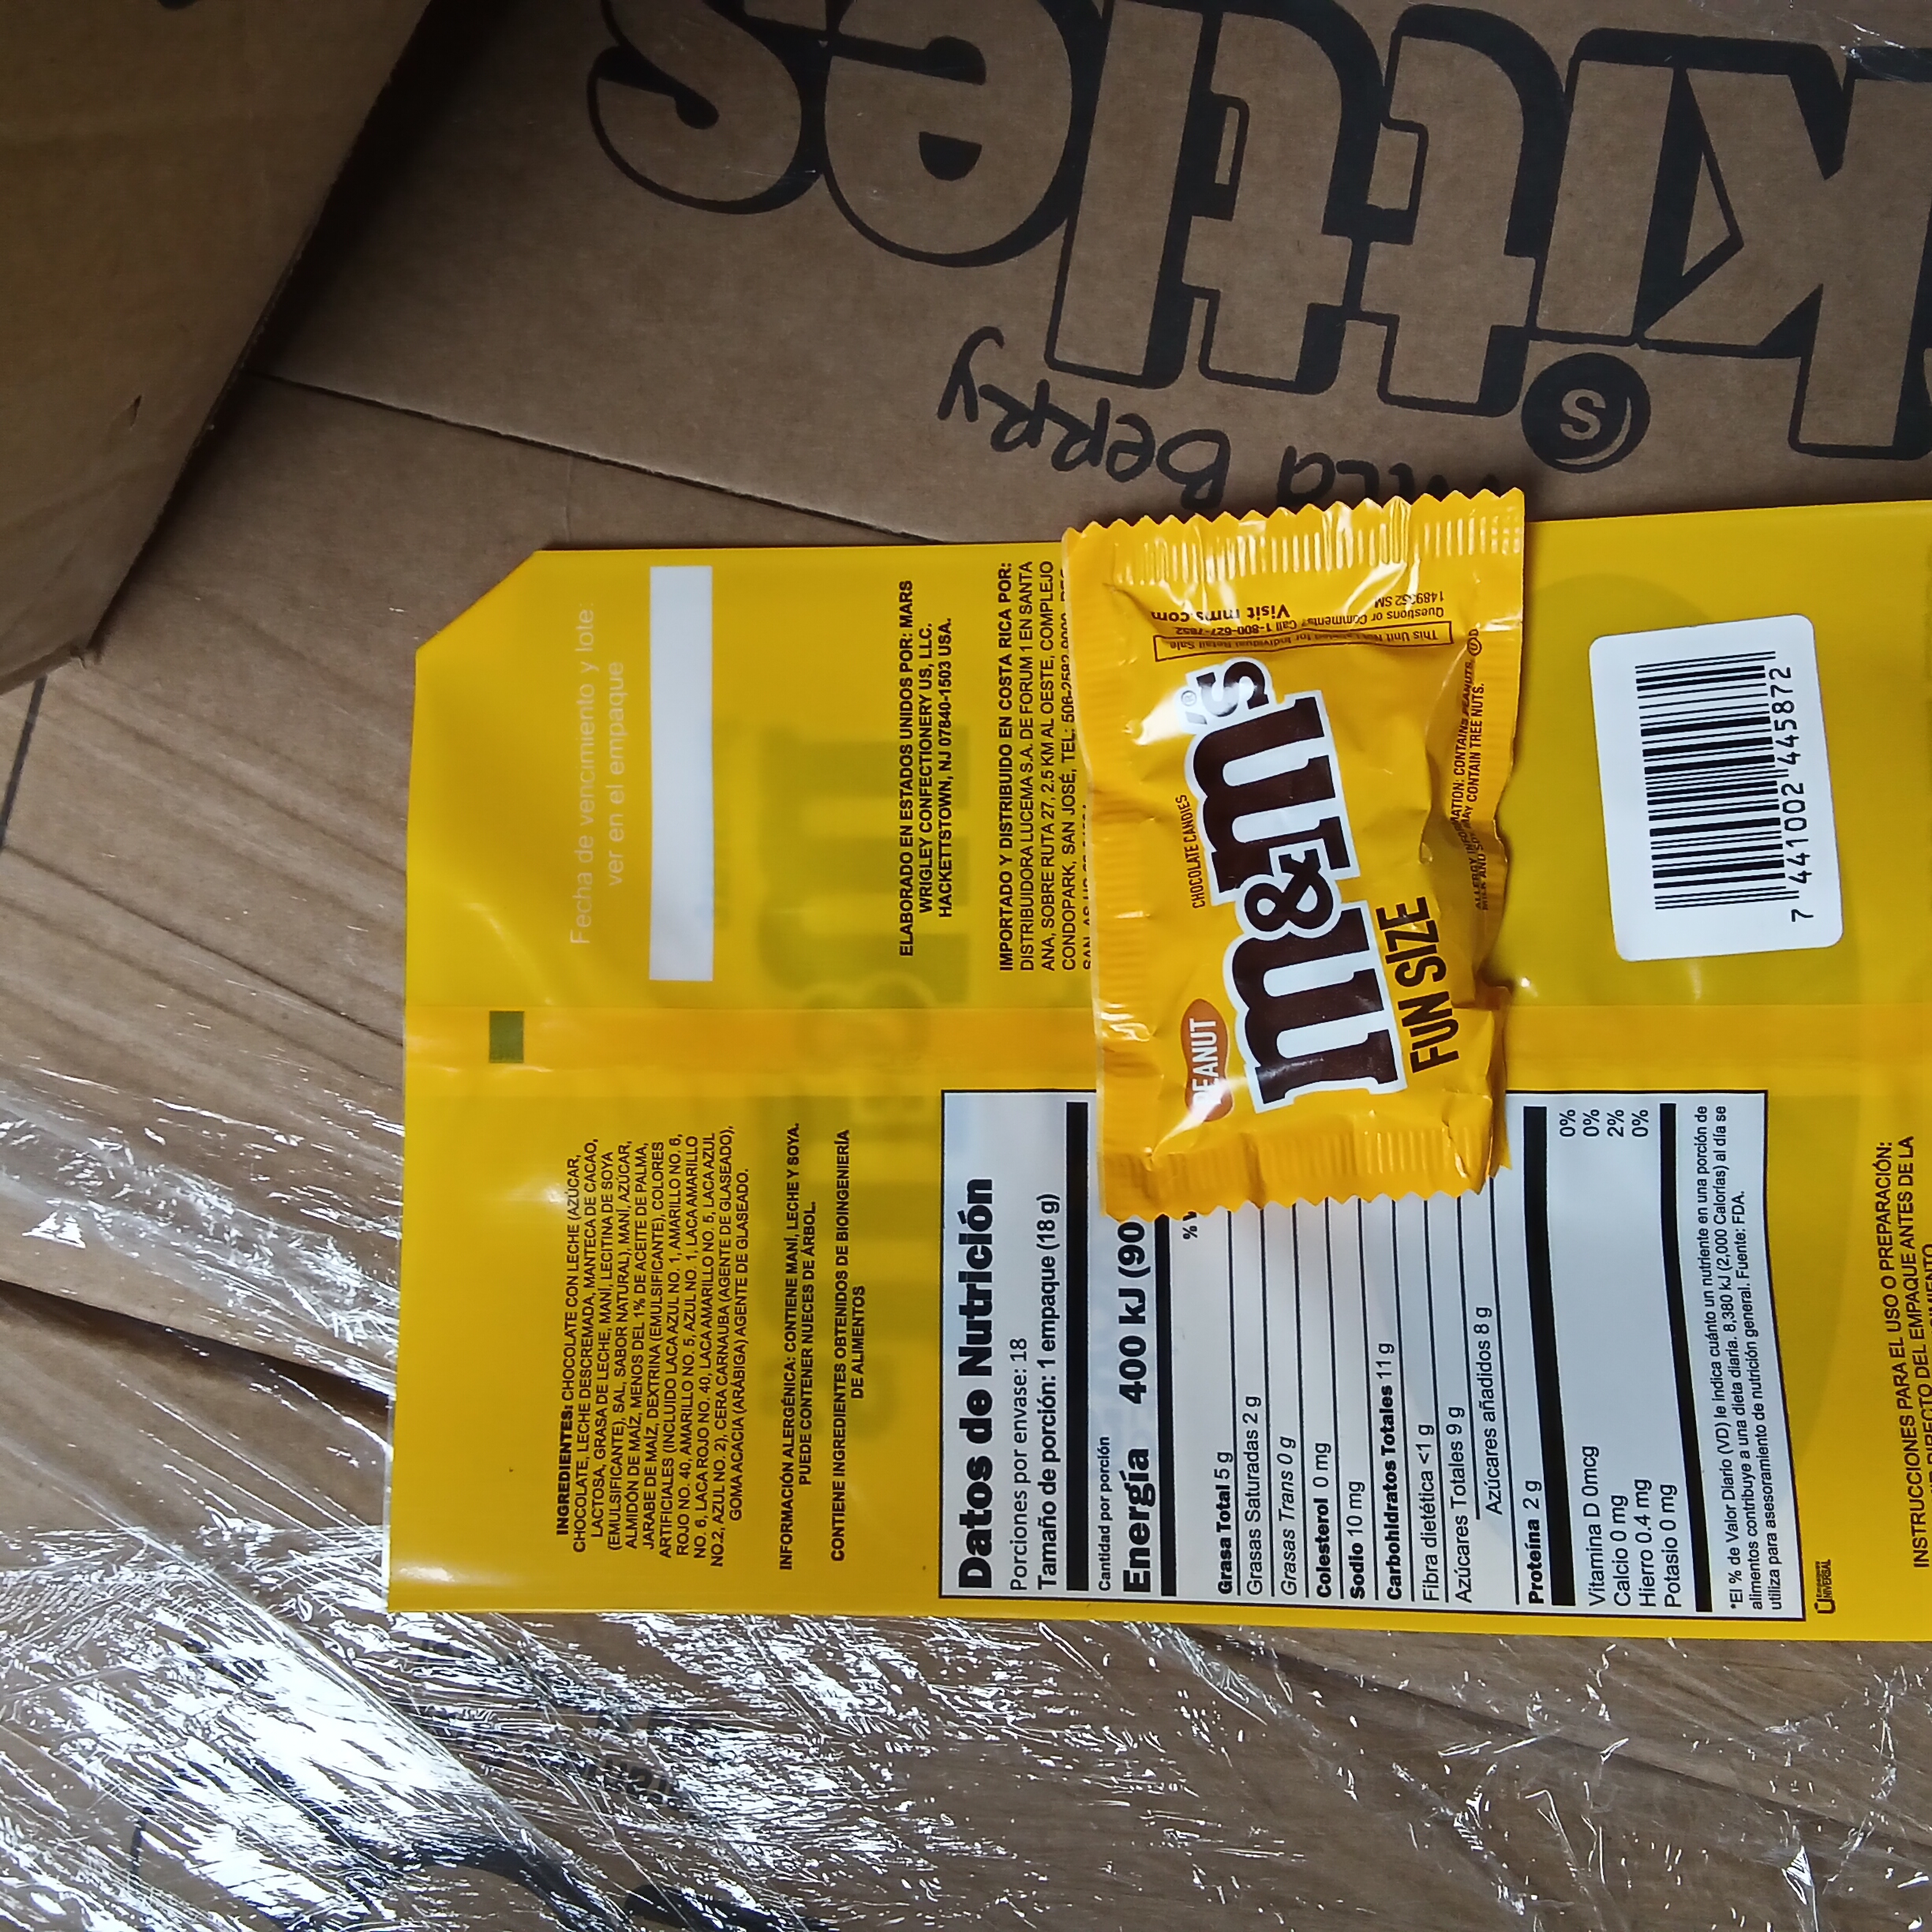 Fecha de vencimiento y lote:
ver en el empaque
INGREDIENTES: CHOCOLATE CON LECHE (AZÚCAR,
CHOCOLATE, LECHE DESCREMADA, MANTECA DE CACAO,
LACTOSA, GRASA DE LECHE, MANÍ, LECITINA DE SOYA
(EMULSIFICANTE), SAL, SABOR NATURAL), MANÍ, AZÚCAR,
ALMIDÓN DE MAÍZ, MENOS DEL 1% DE ACEITE DE PALMA,
JARABE DE MAÍZ, DEXTRINA (EMULSIFICANTE), COLORES
ARTIFICIALES (INCLUIDO LACA AZUL NO. 1, AMARILLO NO. 6,
ROJO NO. 40, AMARILLO NO. 5, AZUL NO. 1, LACA AMARILLO
NO. 6, LACA ROJO NO. 40, LACA AMARILLO NO. 5, LACA AZUL
NO.2, AZUL NO. 2), CERA CARNAUBA (AGENTE DE GLASEADO),
GOMA ACACIA (ARÁBIGA) AGENTE DE GLASEADO.
INFORMACIÓN ALERGÉNICA: CONTIENE MANÍ, LECHE Y SOYA.
PUEDE CONTENER NUECES DE ÁRBOL.
CONTIENE INGREDIENTES OBTENIDOS DE BIOINGENIERÍA
DE ALIMENTOS
ELABORADO EN ESTADOS UNIDOS POR: MARS
WRIGLEY CONFECTIONERY US, LLC.
HACKETTSTOWN, NJ 07840-1503 USA.
IMPORTADO Y DISTRIBUIDO EN COSTA RICA POR:
DISTRIBUIDORA LUCEMA S.A. DE FORUM 1 EN SANTA
ANA, SOBRE RUTA 27, 2.5 KM AL OESTE, COMPLEJO
CONDOPARK, SAN JOSÉ, TEL: 506-2582
Datos de Nutrición
Porciones por envase: 18
Tamaño de porción: 1 empaque (18 g)
Cantidad por porción
Energía 400 kJ (90
%
Grasa Total 5 g
Grasas Saturadas 2 g
Grasas Trans 0 g
Colesterol 0 mg
Sodio 10 mg
Carbohidratos Totales 11 g
Fibra dietética <1 g
Azúcares Totales 9 g
Azúcares añadidos 8 g
Proteína 2 g
Vitamina D 0mcg 0%
Calcio 0 mg 0%
Hierro 0.4 mg 2%
Potasio 0 mg 0%
*El % de Valor Diario (VD) le indica cuánto un nutriente en una porción de
alimentos contribuye a una dieta diaria. 8,380 kJ (2,000 Calorías) al día se
utiliza para asesoramiento de nutrición general. Fuente: FDA.
UNIVERSAL
INSTRUCCIONES PARA EL USO O PREPARACIÓN:
DEL EMPAQUE ANTES DE LA
7 441002 445872
PEANUT
CHOCOLATE CANDIES
m&m's®
FUN SIZE
CONTAINS PEANUTS,
MILK AND SOY. MAY CONTAIN TREE NUTS.
This Unit Not Labeled for Individual Retail Sale
Questions or Comments? Call 1-800-627-7852
Visit mms.com
Berry
kittles
S